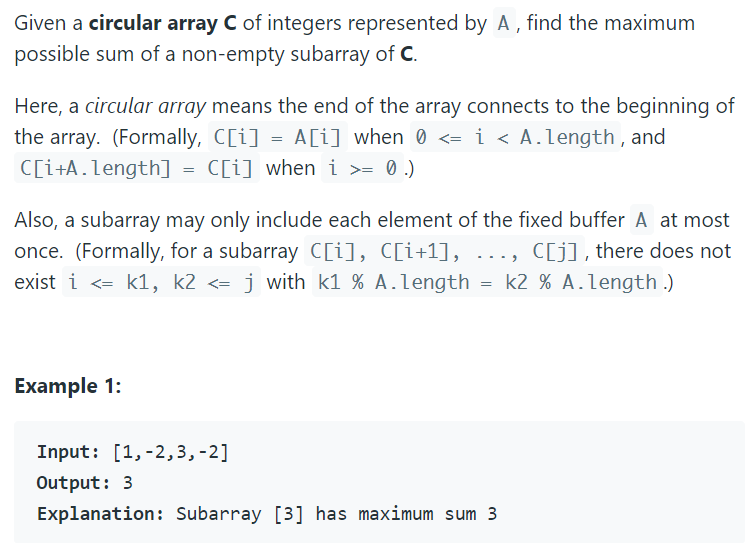 Given a circular array C of integers represented by A, find the maximum
possible sum of a non-empty subarray of C.
Here, a circular array means the end of the array connects to the beginning of
the array. (Formally, C[i] = A[i] when 0 <= i < A.length, and
C[i+A.length] = C[i] when i >= 0.)
Also, a subarray may only include each element of the fixed buffer A at most
once. (Formally, for a subarray C[i], C[i+1], ..., C[j], there does not
exist i <= k1, k2 <= j with k1 % A.length = k2 % A.length.)
Example 1:
Input: [1,-2,3,-2]
Output: 3
Explanation: Subarray [3] has maximum sum 3